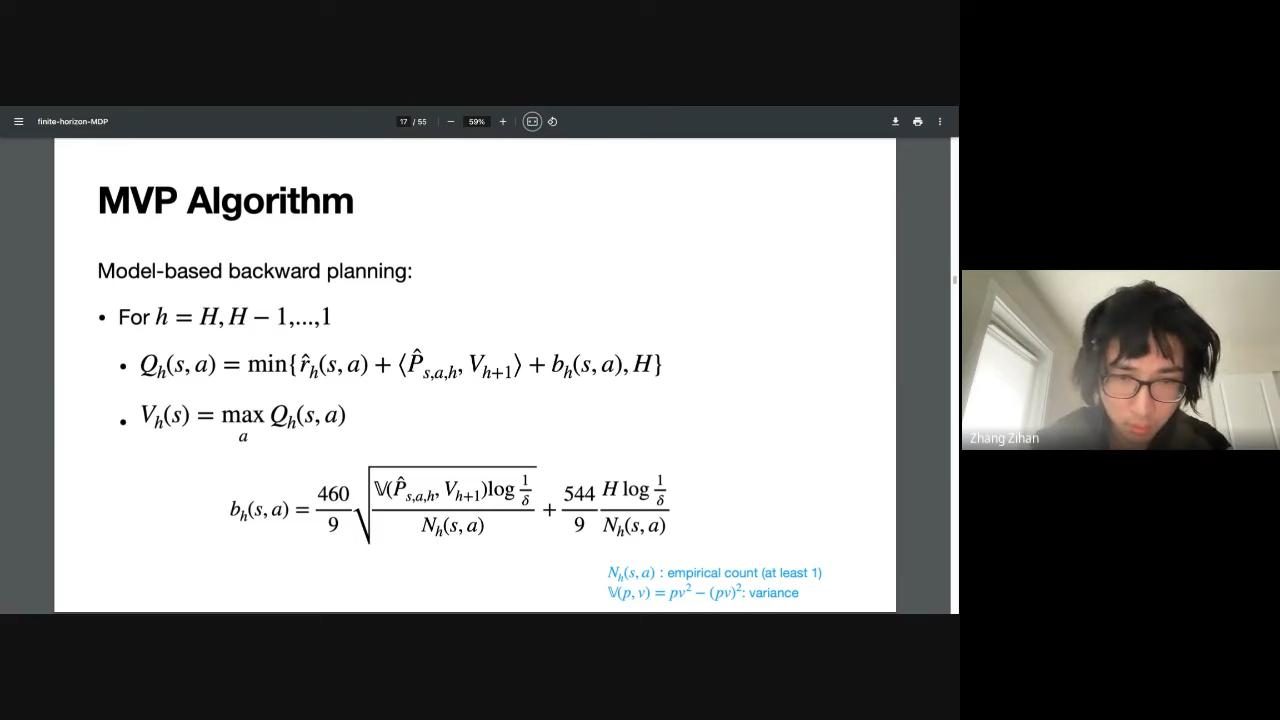 finite-horizon-MDP
17 / 55
59%
MVP Algorithm
Model-based backward planning:
• For h = H, H − 1,...,1
• Q_h(s, a) = min{r̂_h(s, a) + ⟨P̂_{s,a,h}, V_{h+1}⟩ + b_h(s, a), H}
• V_h(s) = max_a Q_h(s, a)
b_h(s, a) = 460/9 √(𝕍(P̂_{s,a,h}, V_{h+1}) log 1/δ / N_h(s, a)) + 544/9 H log 1/δ / N_h(s, a)
N_h(s, a) : empirical count (at least 1)
𝕍(p, v) = pv² − (pv)²: variance
Zhang Zihan